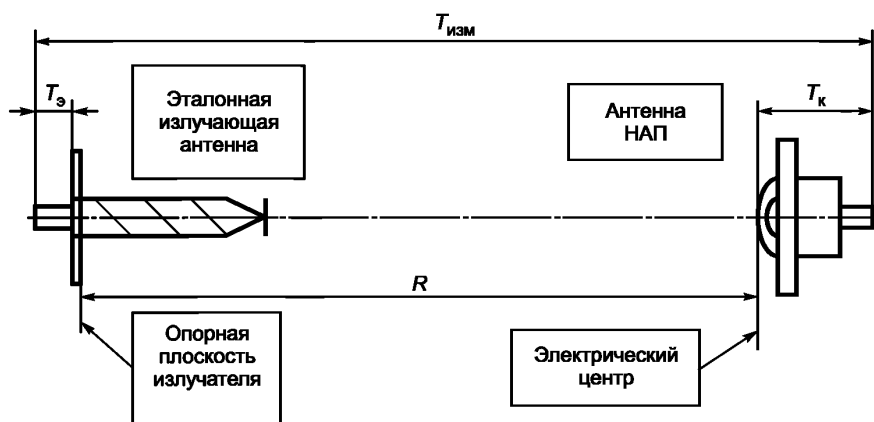 Tизм
Tэ
Эталонная
излучающая
антенна
Антенна
НАП
Tк
R
Опорная
плоскость
излучателя
Электрический
центр